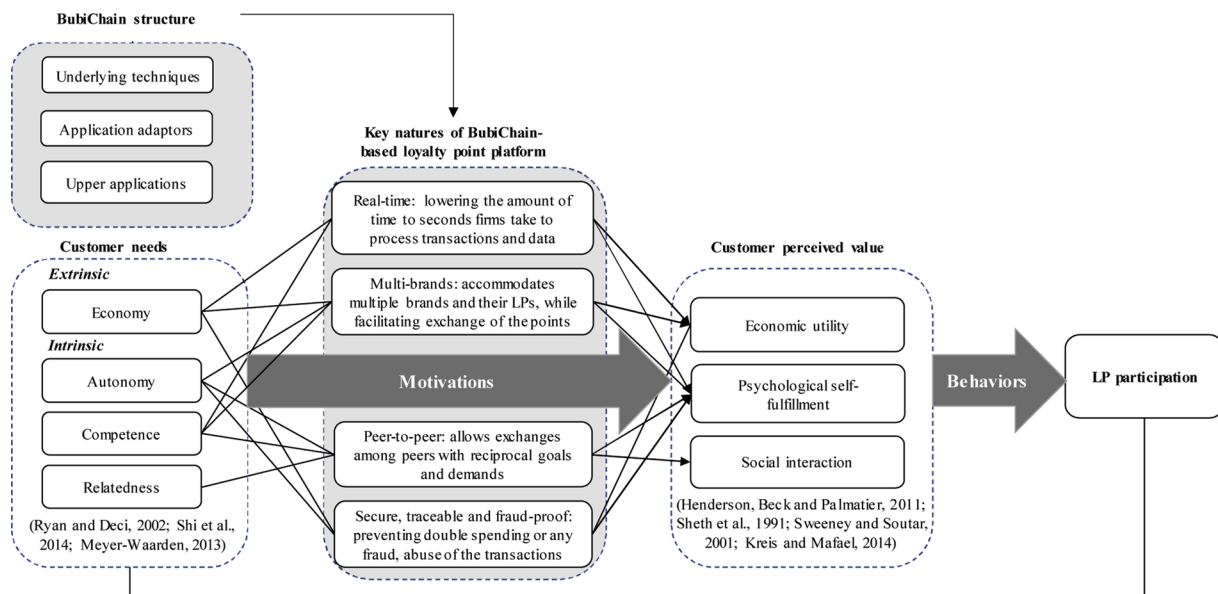 BubiChain structure
Underlying techniques
Application adaptors
Upper applications
Customer needs
Extrinsic
Economy
Intrinsic
Autonomy
Competence
Relatedness
(Ryan and Deci, 2002; Shi et al.,
2014; Meyer-Waarden, 2013)
Key natures of BubiChain-
based loyalty point platform
Real-time: lowering the amount of
time to seconds firms take to
process transactions and data
Multi-brands: accommodates
multiple brands and their LPs, while
facilitating exchange of the points
Motivations
Peer-to-peer: allows exchanges
among peers with reciprocal goals
and demands
Secure, traceable and fraud-proof:
preventing double spending or any
fraud, abuse of the transactions
Customer perceived value
Economic utility
Psychological self-
fulfillment
Social interaction
(Henderson, Beck and Palmatier, 2011;
Sheth et al., 1991; Sweeney and Soutar,
2001; Kreis and Mafael, 2014)
Behaviors
LP participation